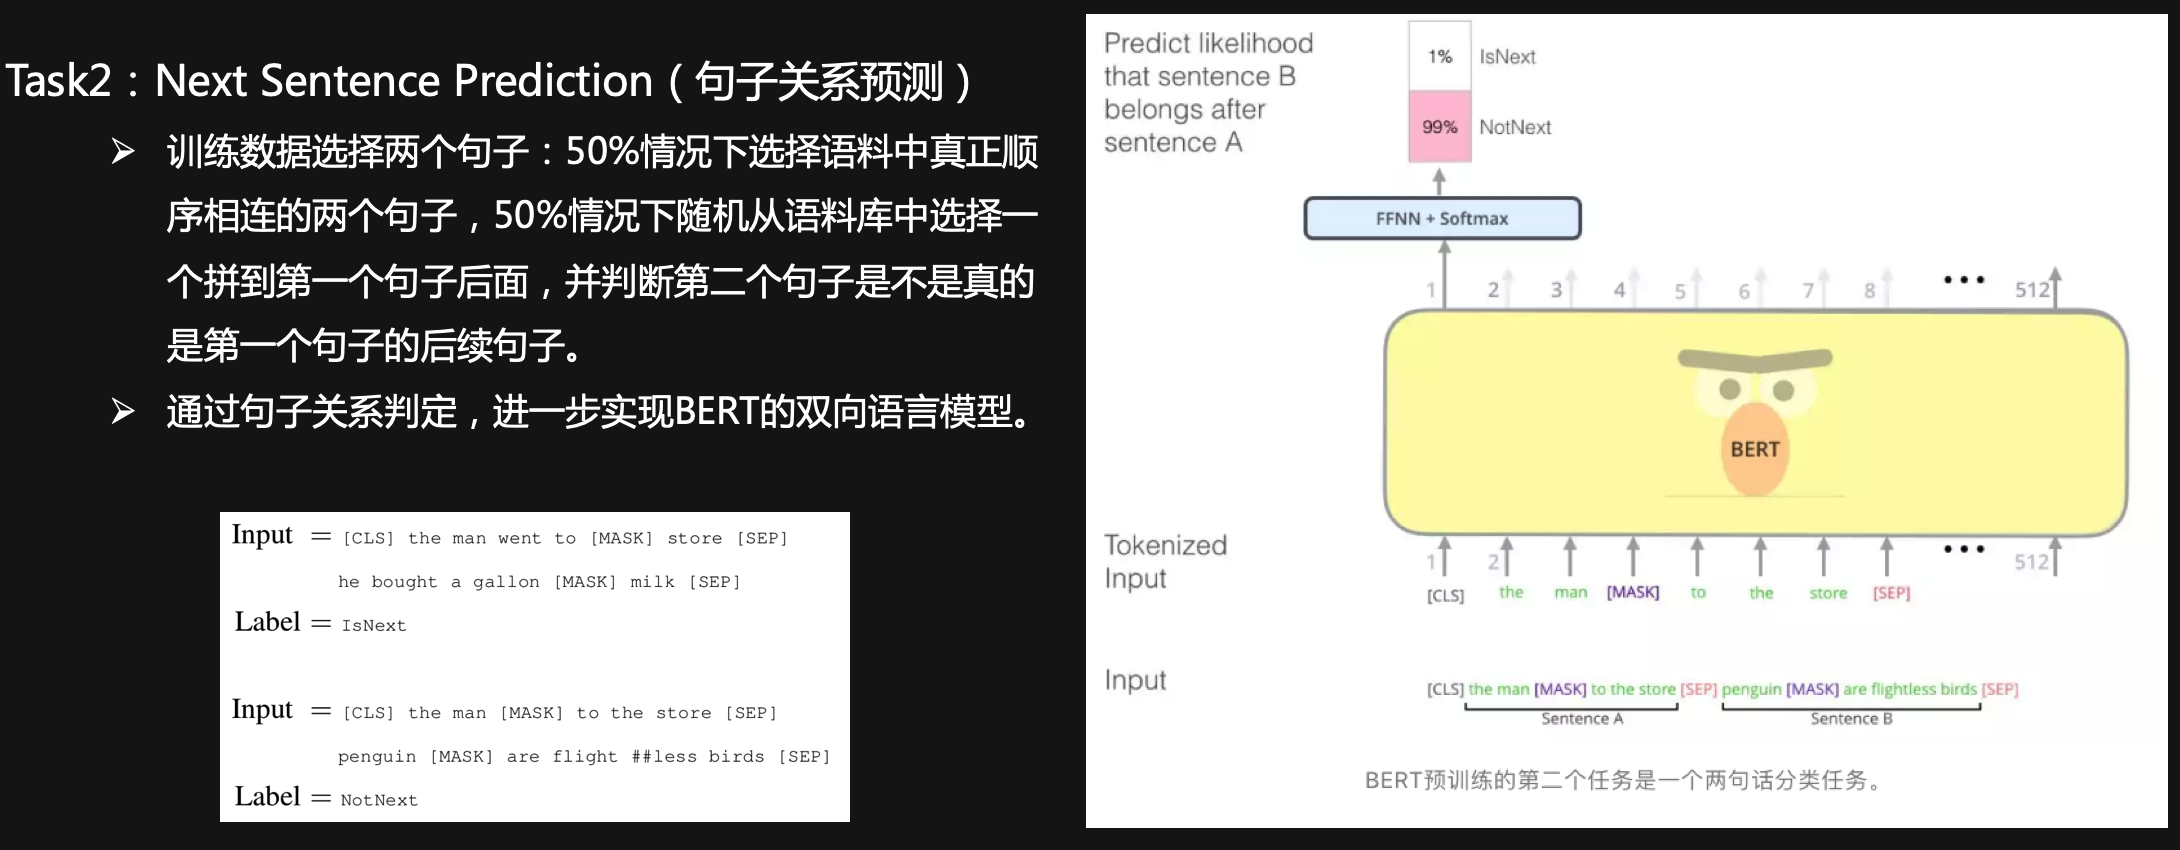 Task2：Next Sentence Prediction（句子关系预测）
➢ 训练数据选择两个句子：50%情况下选择语料中真正顺
序相连的两个句子，50%情况下随机从语料库中选择一
个拼到第一个句子后面，并判断第二个句子是不是真的
是第一个句子的后续句子。
➢ 通过句子关系判定，进一步实现BERT的双向语言模型。
Input = [CLS] the man went to [MASK] store [SEP]
he bought a gallon [MASK] milk [SEP]
Label = IsNext
Input = [CLS] the man [MASK] to the store [SEP]
penguin [MASK] are flight ##less birds [SEP]
Label = NotNext
Predict likelihood
that sentence B
belongs after
sentence A
1% IsNext
99% NotNext
FFNN + Softmax
1 2 3 4 5 6 7 8 ••• 512
BERT
Tokenized
Input
1 2 ••• 512
[CLS] the man [MASK] to the store [SEP]
Input
[CLS] the man [MASK] to the store [SEP] penguin [MASK] are flightless birds [SEP]
Sentence A Sentence B
BERT预训练的第二个任务是一个两句话分类任务。